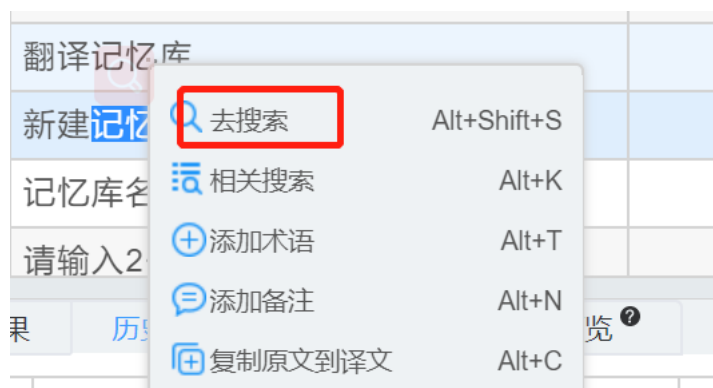 翻译记忆库
新建记忆
去搜索 Alt+Shift+S
相关搜索 Alt+K
记忆库名
添加术语 Alt+T
请输入2
添加备注 Alt+N
果 历史 览 ?
复制原文到译文 Alt+C